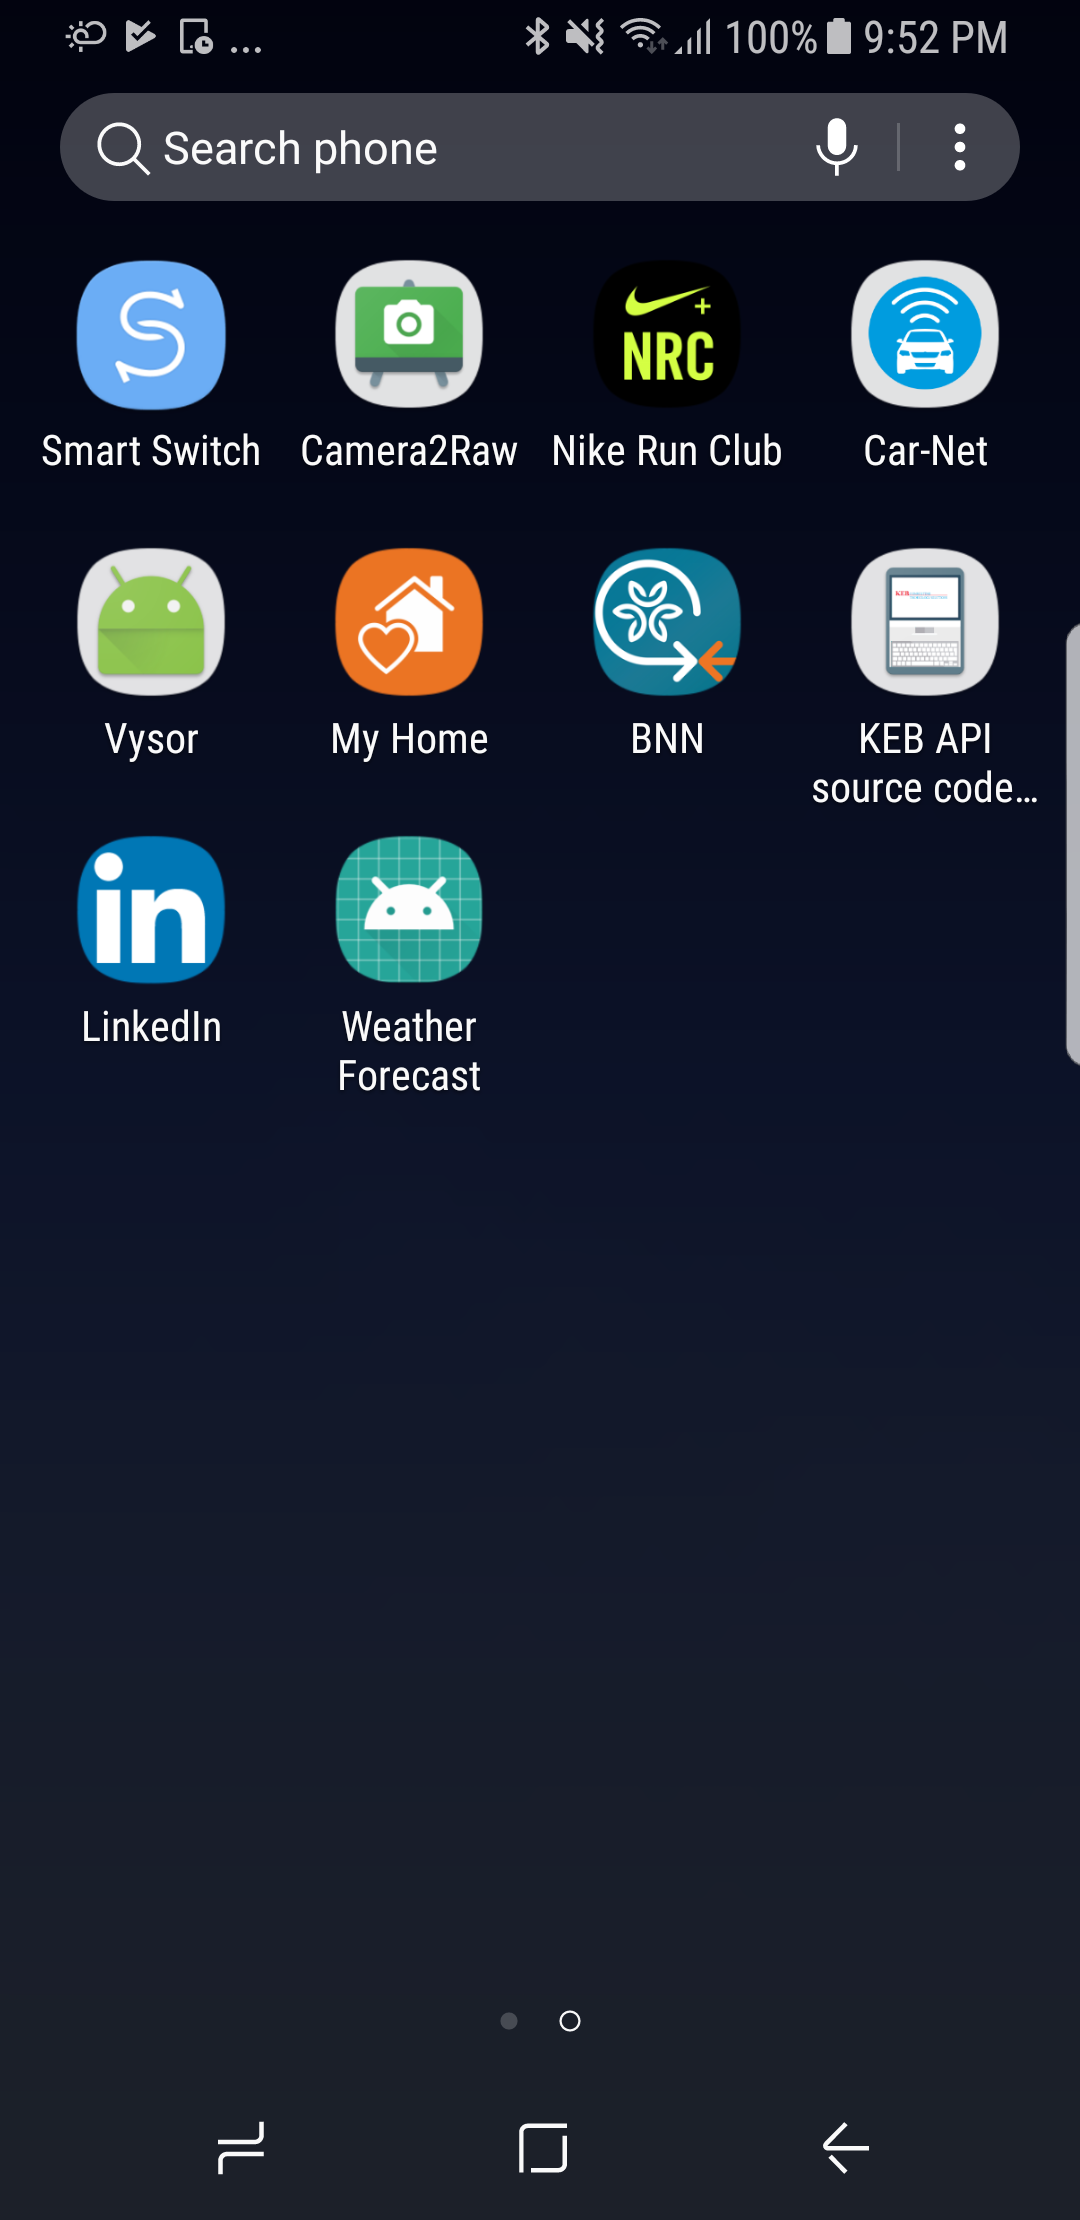 ... 100% 9:52 PM
Search phone
S
+
NRC
Smart Switch Camera2Raw Nike Run Club Car-Net
KEB
Vysor My Home BNN KEB API
source code...
in
LinkedIn Weather
Forecast